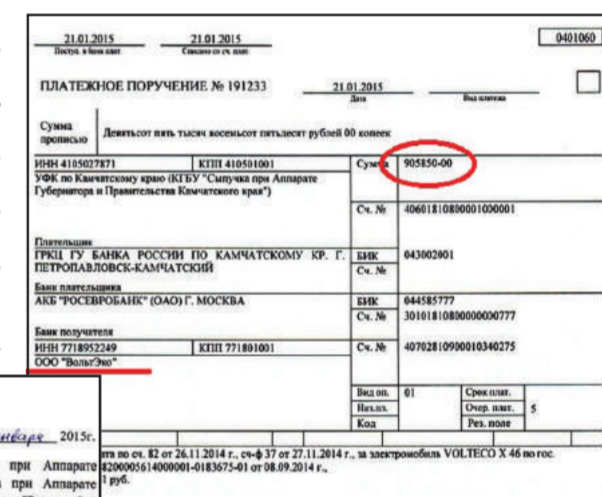 21.01.2015 21.01.2015 0401060
Поступ. в банк плат. Списано со сч. плат.
ПЛАТЕЖНОЕ ПОРУЧЕНИЕ № 191233 21.01.2015
Дата Вид платежа
Сумма прописью Девятьсот пять тысяч восемьсот пятьдесят рублей 00 копеек
ИНН 4105027871 КПП 410501001 Сумма 905850-00
УФК по Камчатскому краю (КГБУ "Сыпучка при Аппарате
Губернатора и Правительства Камчатского края")
Сч. № 40601810800001000001
Плательщик
ГРКЦ ГУ БАНКА РОССИИ ПО КАМЧАТСКОМУ КР. Г. БИК 043002001
ПЕТРОПАВЛОВСК-КАМЧАТСКИЙ Сч. №
Банк плательщика
АКБ "РОСЕВРОБАНК" (ОАО) Г. МОСКВА БИК 044585777
Сч. № 30101810800000000777
Банк получателя
ИНН 7718952249 КПП 771801001 Сч. № 40702810900010340275
ООО "ВольтЭко"
Вид оп. 01 Срок плат.
Наз.пл. Очер. плат. 5
Код Рез. поле
января 2015г.
та по сч. 82 от 26.11.2014 г., сч-ф 37 от 27.11.2014 г., за электромобиль VOLTECO X 46 по гос.
при Аппарате 8200005614000001-0183675-01 от 08.09.2014 г.,
при Аппарате 1 руб.